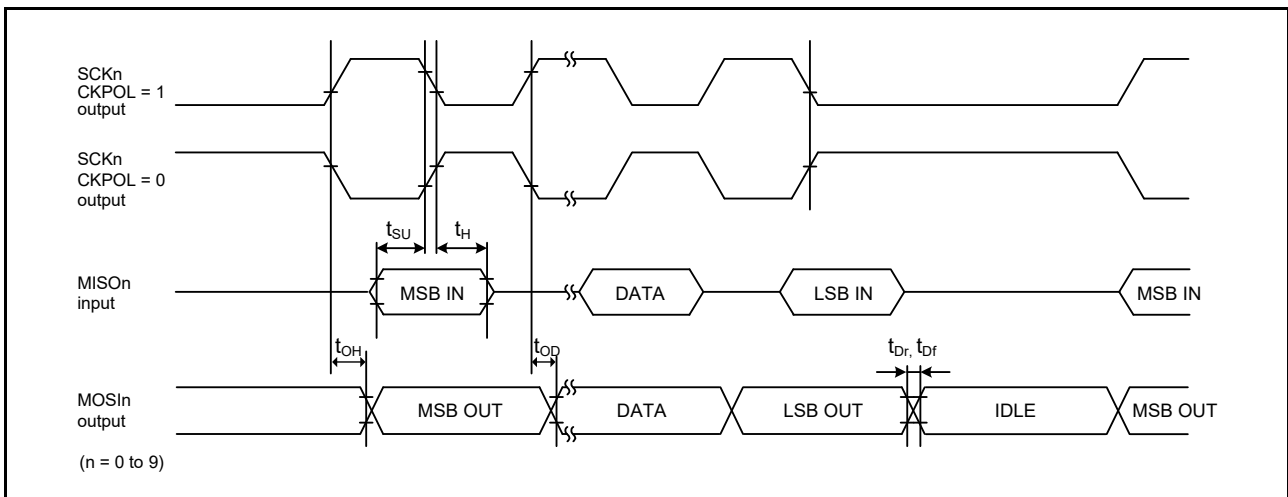 SCKn
CKPOL = 1
output
SCKn
CKPOL = 0
output
tSU
tH
MISOn
input
MSB IN
DATA
LSB IN
MSB IN
tOH
tOD
tDr, tDf
MOSIn
output
MSB OUT
DATA
LSB OUT
IDLE
MSB OUT
(n = 0 to 9)